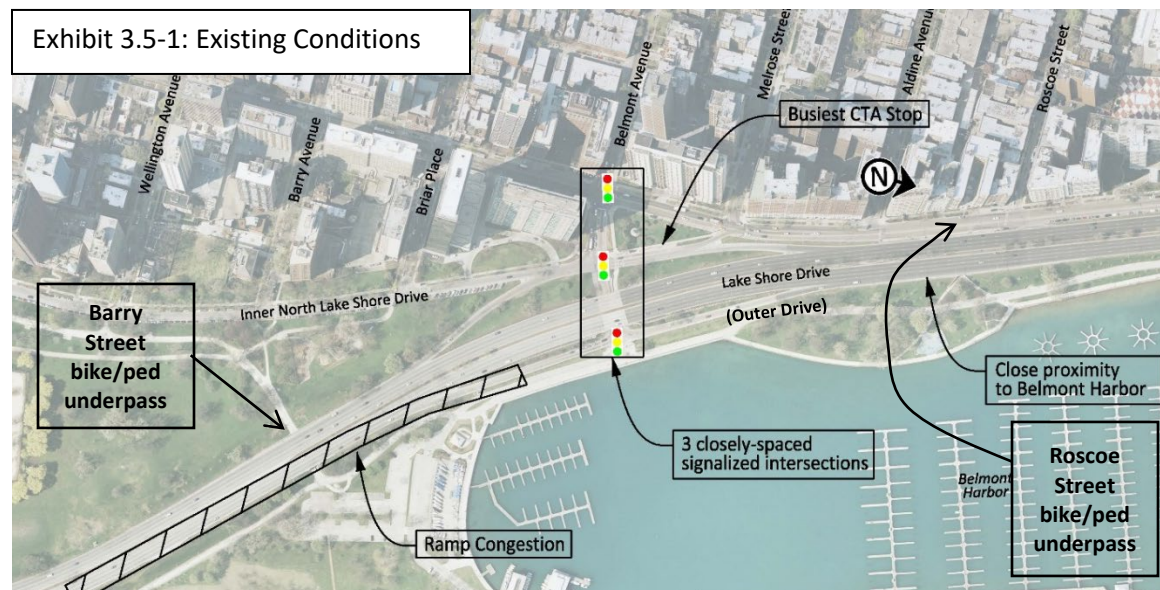 Exhibit 3.5-1: Existing Conditions
Wellington Avenue
Barry Avenue
Briar Place
Belmont Avenue
Melrose Street
Aldine Avenue
Roscoe Street
Busiest CTA Stop
N
Inner North Lake Shore Drive
Lake Shore Drive
(Outer Drive)
Barry
Street
bike/ped
underpass
Close proximity
to Belmont Harbor
3 closely-spaced
signalized intersections
Ramp Congestion
Belmont
Harbor
Roscoe
Street
bike/ped
underpass